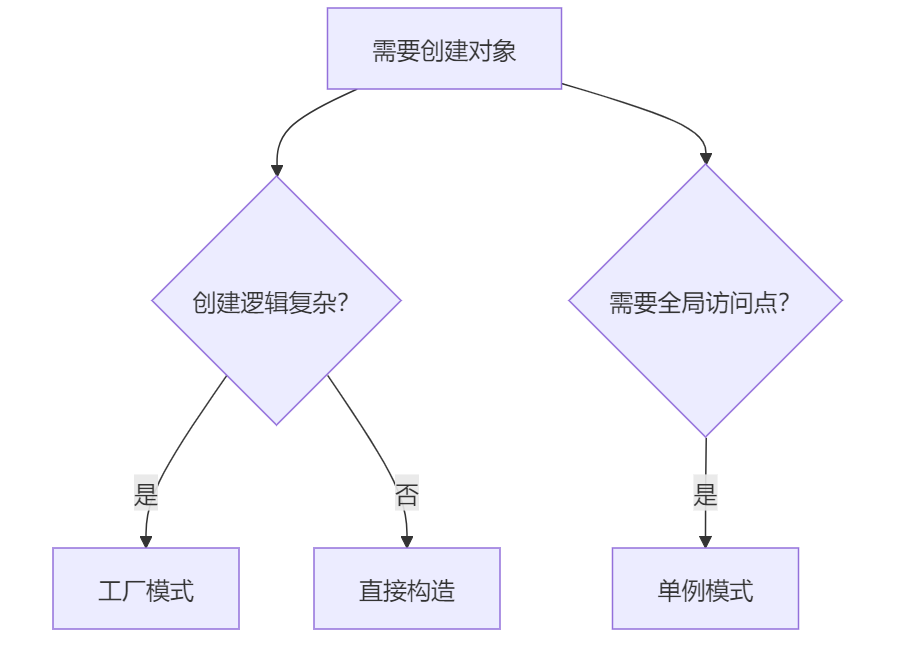 需要创建对象
创建逻辑复杂?
需要全局访问点?
是
否
是
工厂模式
直接构造
单例模式